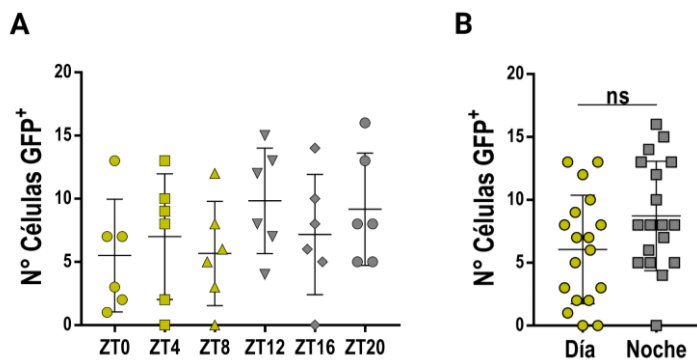 A
N° Células GFP+
20
15
10
5
0
ZT0 ZT4 ZT8 ZT12 ZT16 ZT20
B
N° Células GFP+
20
15
10
5
0
ns
Día Noche